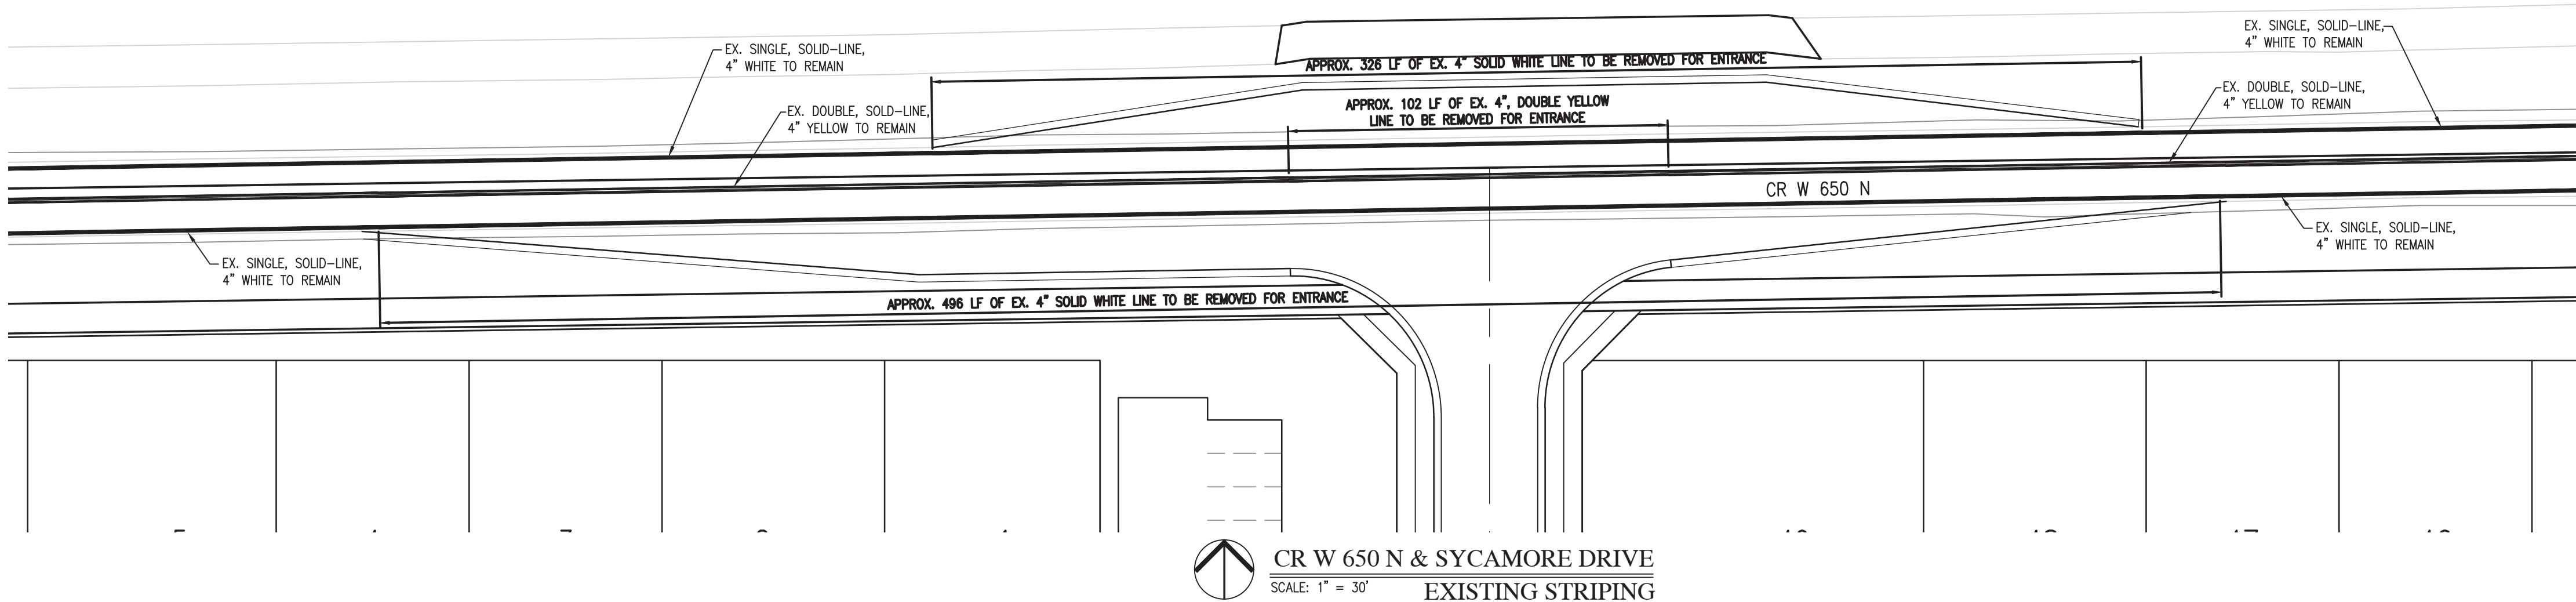 EX. SINGLE, SOLID-LINE,
4" WHITE TO REMAIN
EX. DOUBLE, SOLD-LINE,
4" YELLOW TO REMAIN
APPROX. 326 LF OF EX. 4" SOLID WHITE LINE TO BE REMOVED FOR ENTRANCE
APPROX. 102 LF OF EX. 4", DOUBLE YELLOW
LINE TO BE REMOVED FOR ENTRANCE
EX. SINGLE, SOLID-LINE,
4" WHITE TO REMAIN
EX. DOUBLE, SOLD-LINE,
4" YELLOW TO REMAIN
CR W 650 N
EX. SINGLE, SOLID-LINE,
4" WHITE TO REMAIN
EX. SINGLE, SOLID-LINE,
4" WHITE TO REMAIN
APPROX. 496 LF OF EX. 4" SOLID WHITE LINE TO BE REMOVED FOR ENTRANCE
CR W 650 N & SYCAMORE DRIVE
SCALE: 1" = 30'
EXISTING STRIPING